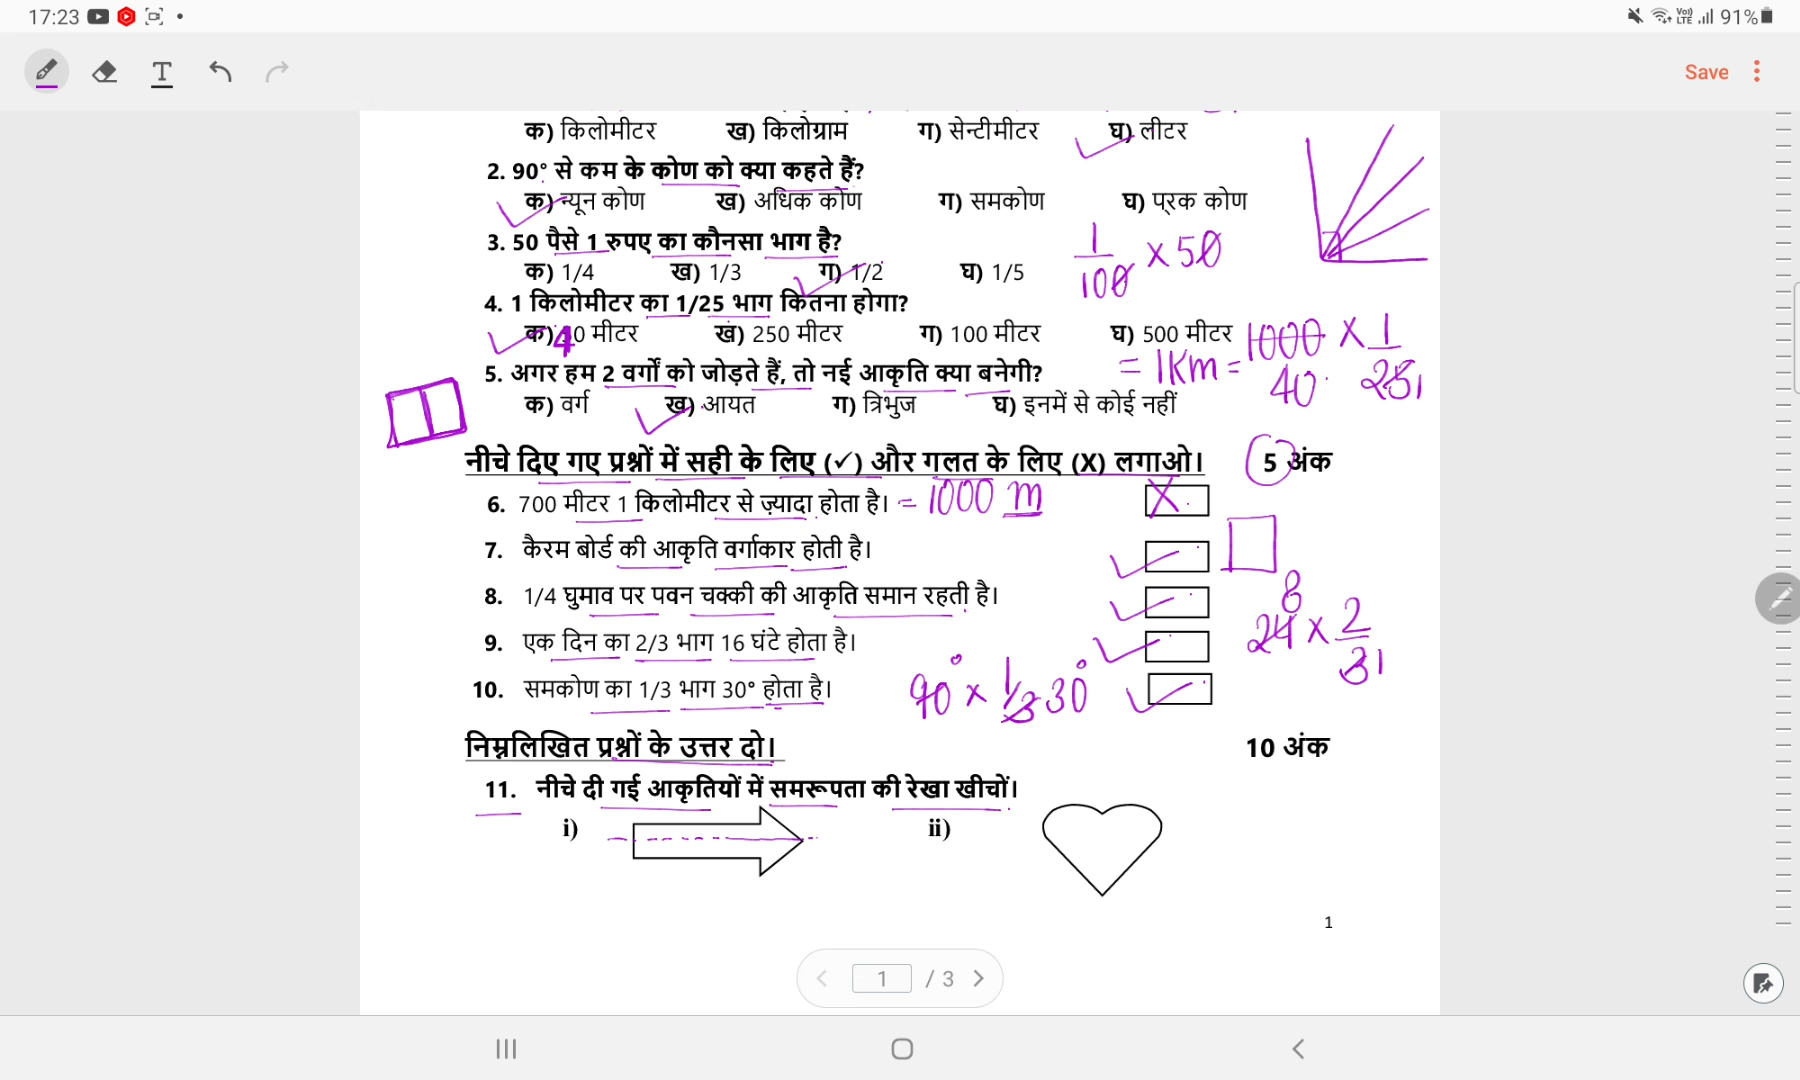 17:23
Vo)) LTE 91%
T Save
क) किलोमीटर ख) किलोग्राम ग) सेन्टीमीटर घ) लीटर
2. 90° से कम के कोण को क्या कहते हैं?
क) न्यून कोण ख) अधिक कोण ग) समकोण घ) प्रक कोण
3. 50 पैसे 1 रुपए का कौनसा भाग है?
1/100 x 50
क) 1/4 ख) 1/3 ग) 1/2 घ) 1/5
4. 1 किलोमीटर का 1/25 भाग कितना होगा?
क) 40 मीटर ख) 250 मीटर ग) 100 मीटर घ) 500 मीटर
= 1Km = 1000 x 1/25 1
40
5. अगर हम 2 वर्गों को जोड़ते हैं, तो नई आकृति क्या बनेगी?
क) वर्ग ख) आयत ग) त्रिभुज घ) इनमें से कोई नहीं
नीचे दिए गए प्रश्नों में सही के लिए (✓) और गलत के लिए (X) लगाओ। 5 अंक
6. 700 मीटर 1 किलोमीटर से ज़्यादा होता है। = 1000 m X
7. कैरम बोर्ड की आकृति वर्गाकार होती है।
8. 1/4 घुमाव पर पवन चक्की की आकृति समान रहती है।
8
24 x 2/3 1
9. एक दिन का 2/3 भाग 16 घंटे होता है।
10. समकोण का 1/3 भाग 30° होता है। 90° x 1/3 30°
निम्नलिखित प्रश्नों के उत्तर दो। 10 अंक
11. नीचे दी गई आकृतियों में समरूपता की रेखा खीचों।
i) ii)
1
1 / 3